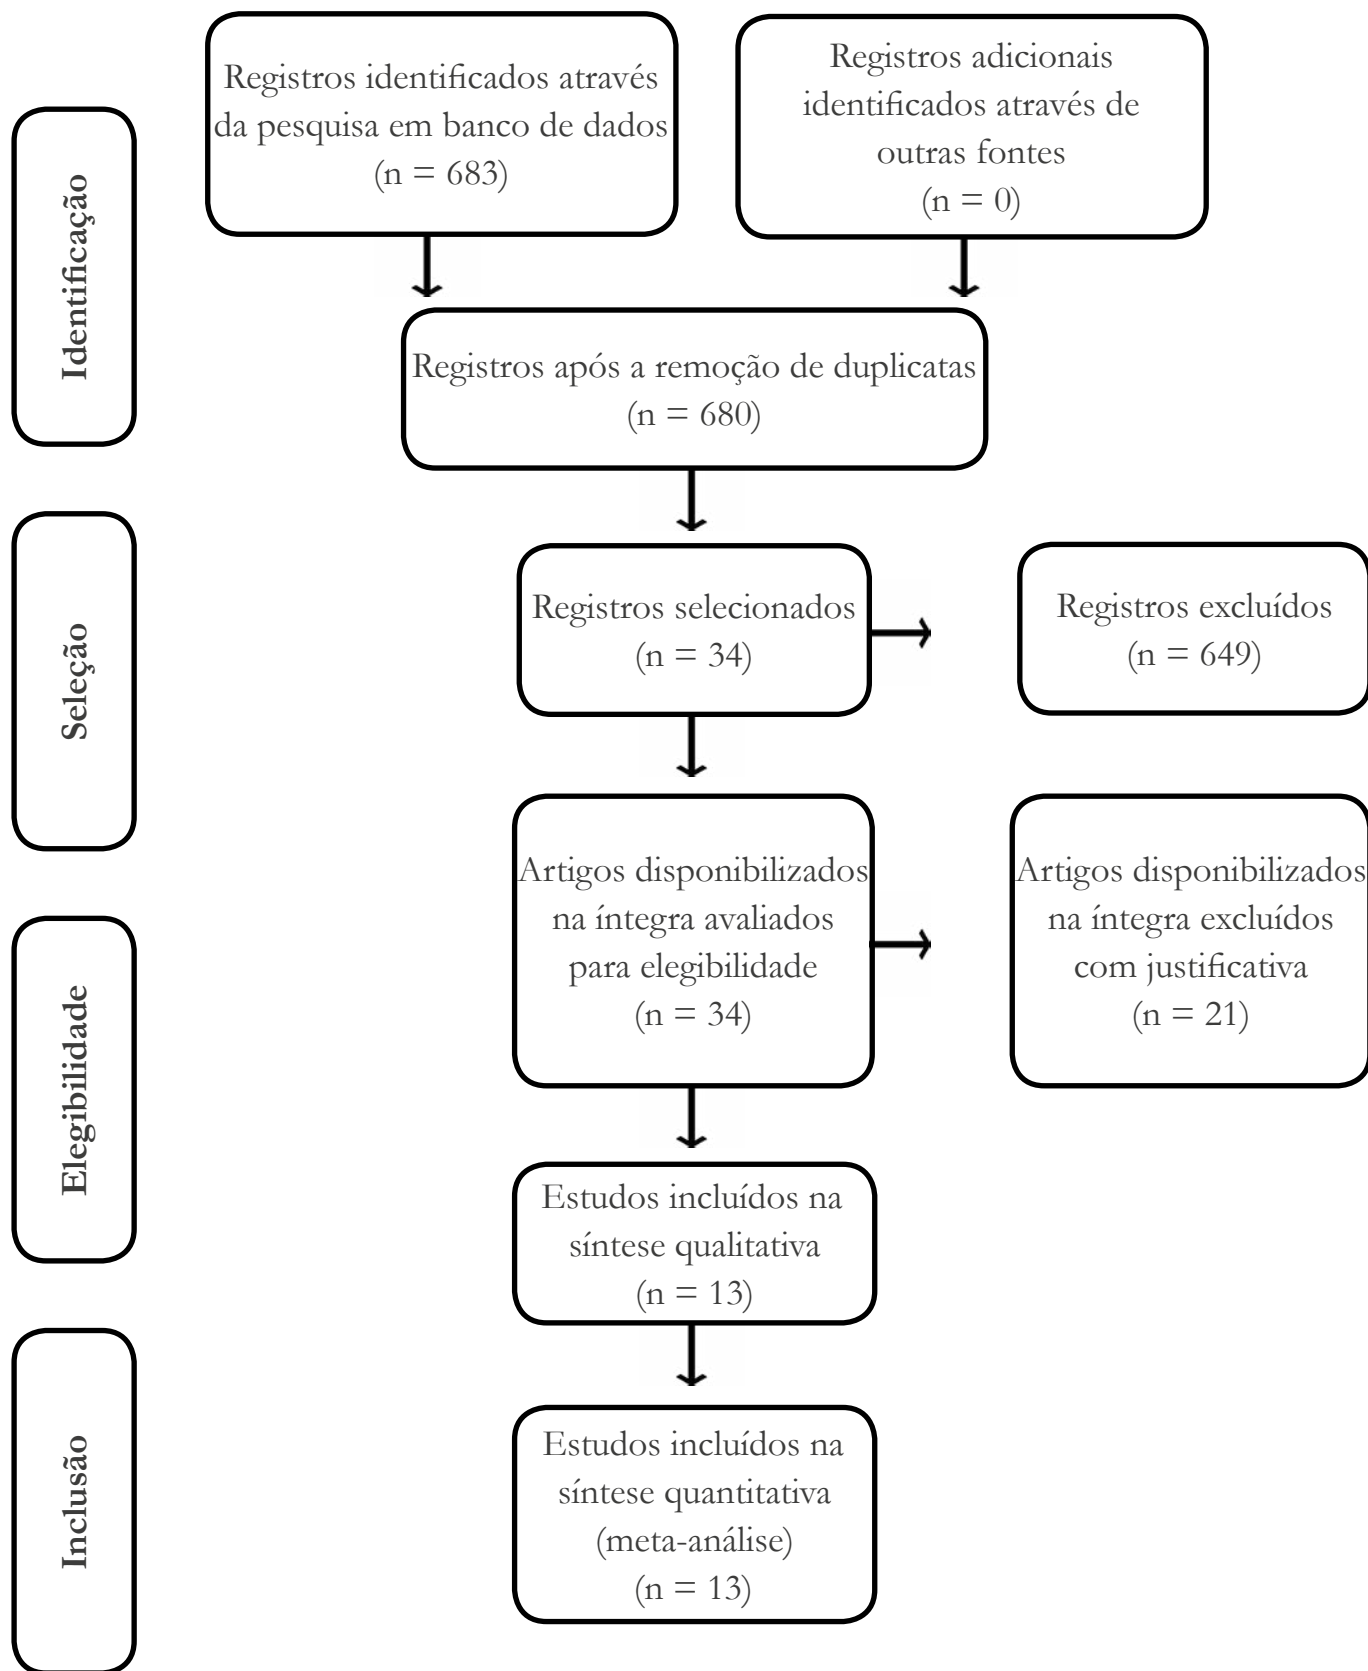 Registros identificados através
da pesquisa em banco de dados
(n = 683)
Registros adicionais
identificados através de
outras fontes
(n = 0)
Identificação
Registros após a remoção de duplicatas
(n = 680)
Seleção
Registros selecionados
(n = 34)
Registros excluídos
(n = 649)
Artigos disponibilizados
na íntegra avaliados
para elegibilidade
(n = 34)
Artigos disponibilizados
na íntegra excluídos
com justificativa
(n = 21)
Elegibilidade
Estudos incluídos na
síntese qualitativa
(n = 13)
Inclusão
Estudos incluídos na
síntese quantitativa
(meta-análise)
(n = 13)